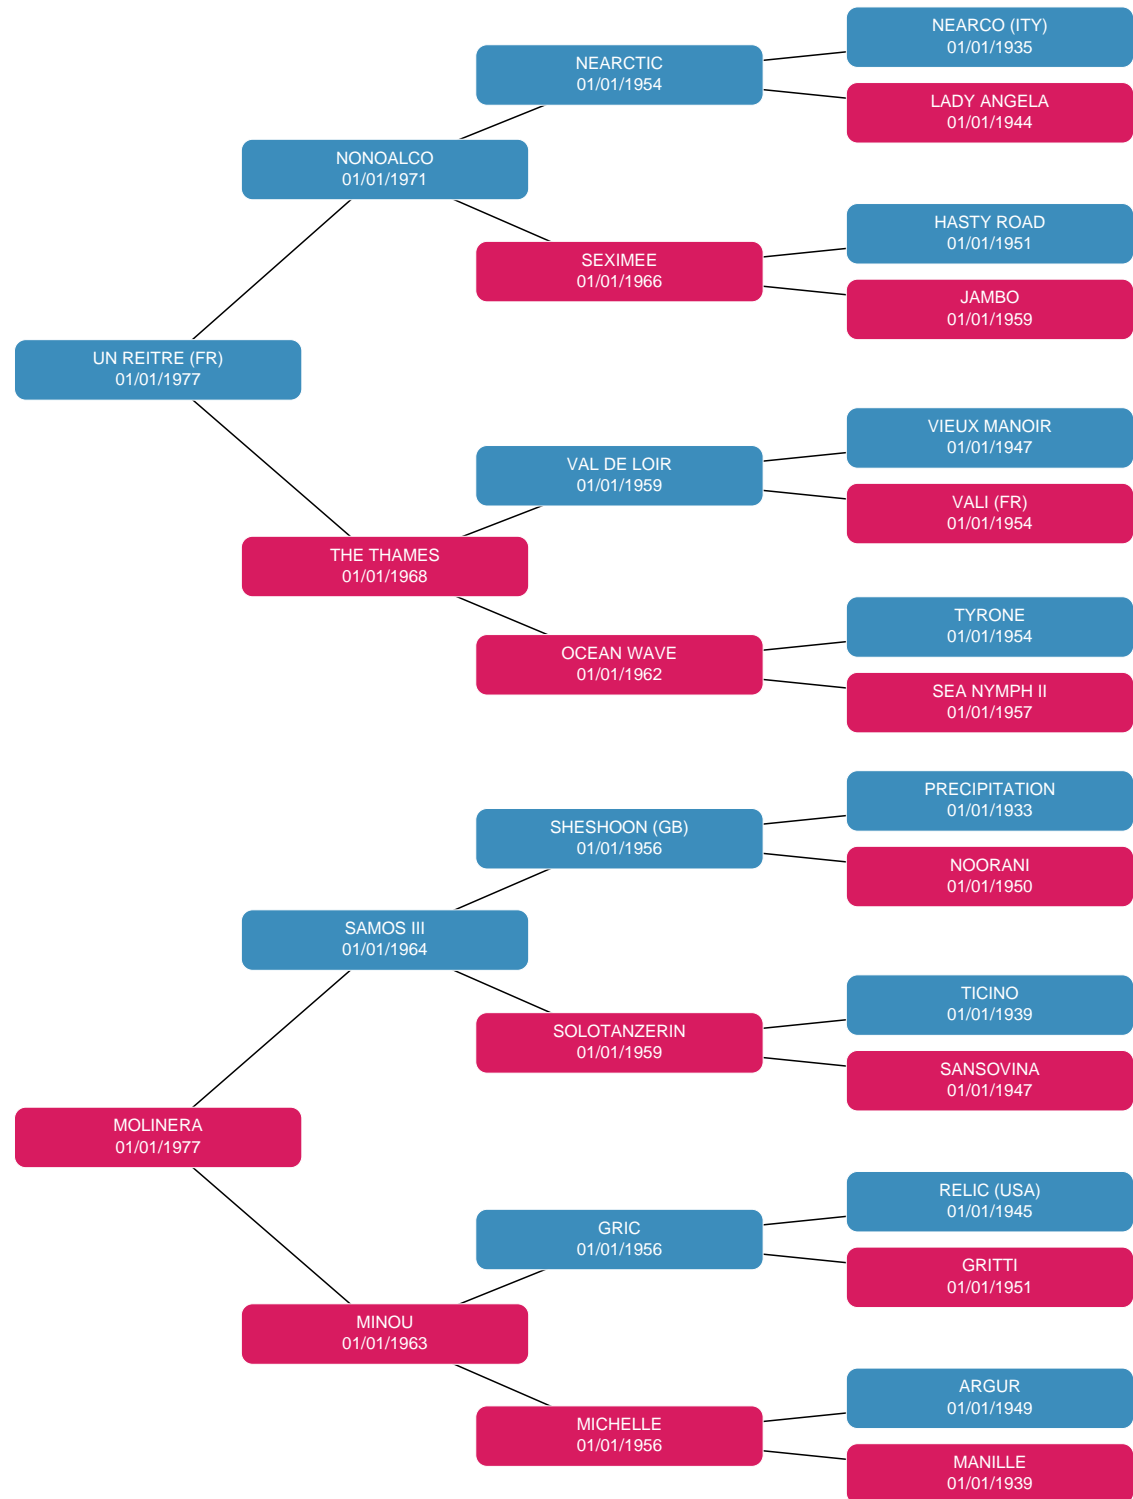 NEARCO (ITY)
01/01/1935
NEARCTIC
01/01/1954
LADY ANGELA
01/01/1944
NONOALCO
01/01/1971
HASTY ROAD
01/01/1951
SEXIMEE
01/01/1966
JAMBO
01/01/1959
UN REITRE (FR)
01/01/1977
VIEUX MANOIR
01/01/1947
VAL DE LOIR
01/01/1959
VALI (FR)
01/01/1954
THE THAMES
01/01/1968
TYRONE
01/01/1954
OCEAN WAVE
01/01/1962
SEA NYMPH II
01/01/1957
PRECIPITATION
01/01/1933
SHESHOON (GB)
01/01/1956
NOORANI
01/01/1950
SAMOS III
01/01/1964
TICINO
01/01/1939
SOLOTANZERIN
01/01/1959
SANSOVINA
01/01/1947
MOLINERA
01/01/1977
RELIC (USA)
01/01/1945
GRIC
01/01/1956
GRITTI
01/01/1951
MINOU
01/01/1963
ARGUR
01/01/1949
MICHELLE
01/01/1956
MANILLE
01/01/1939